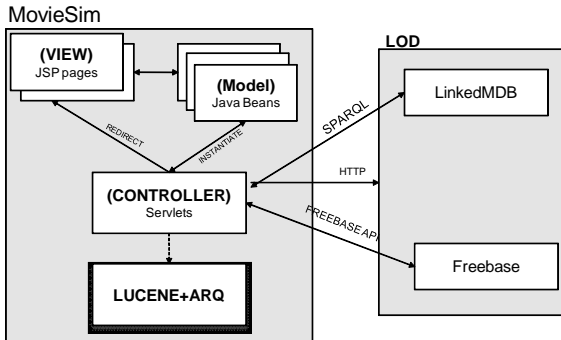 MovieSim
(VIEW)
JSP pages
(Model)
Java Beans
REDIRECT
INSTANTIATE
(CONTROLLER)
Servlets
LUCENE+ARQ
LOD
LinkedMDB
SPARQL
HTTP
FREEBASE API
Freebase